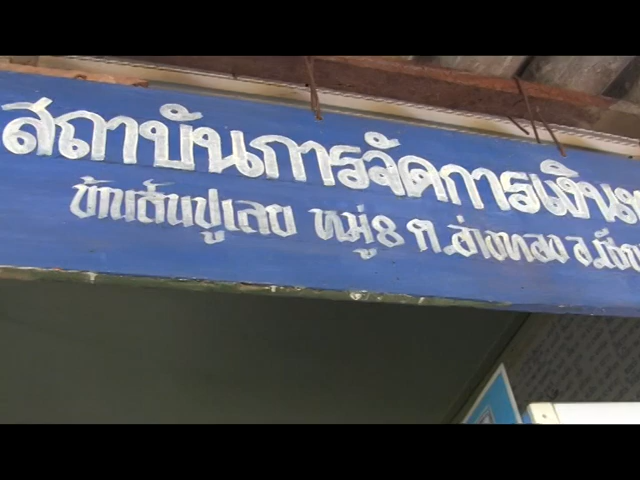 สถาบันการจัดการเงิน
บ้านสันปูเลย หมู่ 8 ต.อ่างทอง อ.